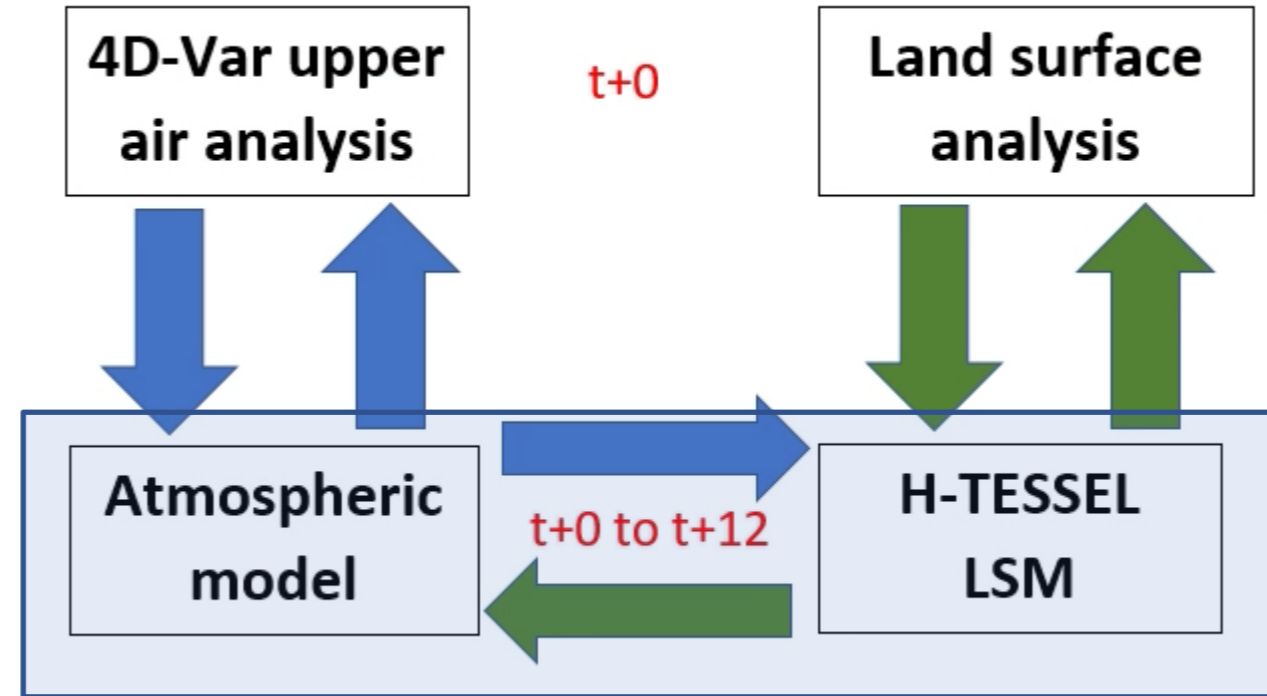 4D-Var upper
air analysis
t+0
Land surface
analysis
Atmospheric
model
t+0 to t+12
H-TESSEL
LSM